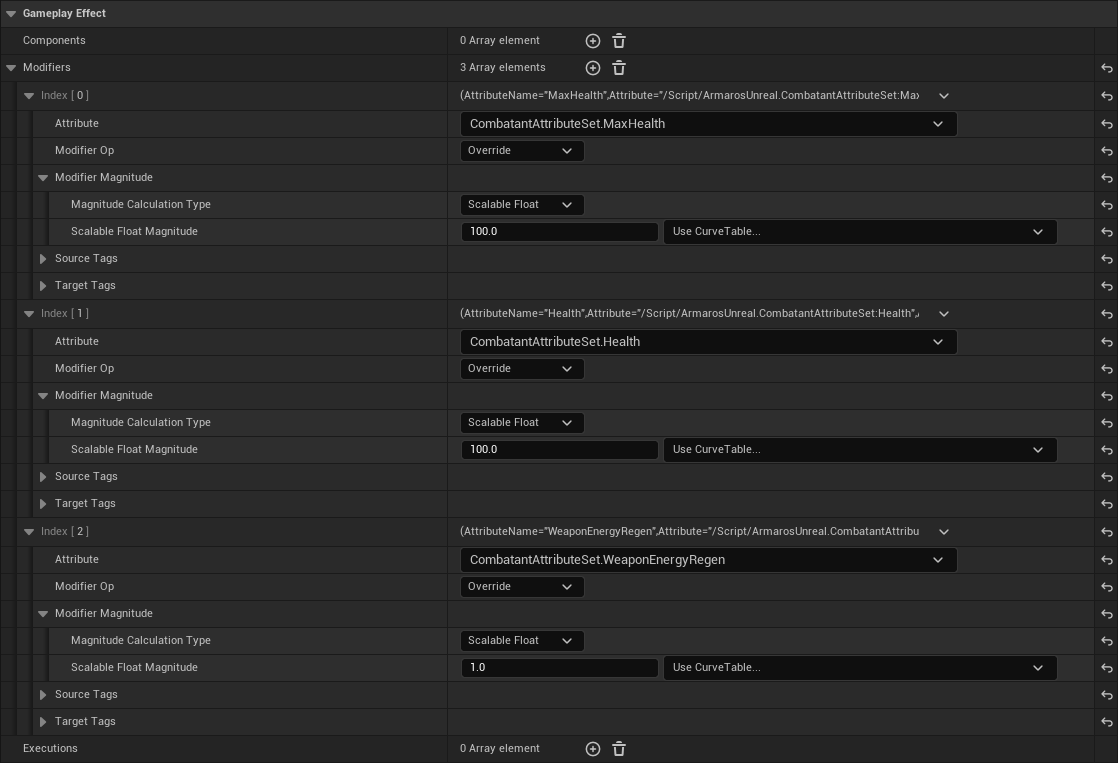 Gameplay Effect
Components 0 Array element
Modifiers 3 Array elements
Index [ 0 ] (AttributeName="MaxHealth",Attribute="/Script/ArmarosUnreal.CombatantAttributeSet:Max
Attribute CombatantAttributeSet.MaxHealth
Modifier Op Override
Modifier Magnitude
Magnitude Calculation Type Scalable Float
Scalable Float Magnitude 100.0 Use CurveTable...
Source Tags
Target Tags
Index [ 1 ] (AttributeName="Health",Attribute="/Script/ArmarosUnreal.CombatantAttributeSet:Health",
Attribute CombatantAttributeSet.Health
Modifier Op Override
Modifier Magnitude
Magnitude Calculation Type Scalable Float
Scalable Float Magnitude 100.0 Use CurveTable...
Source Tags
Target Tags
Index [ 2 ] (AttributeName="WeaponEnergyRegen",Attribute="/Script/ArmarosUnreal.CombatantAttribu
Attribute CombatantAttributeSet.WeaponEnergyRegen
Modifier Op Override
Modifier Magnitude
Magnitude Calculation Type Scalable Float
Scalable Float Magnitude 1.0 Use CurveTable...
Source Tags
Target Tags
Executions 0 Array element